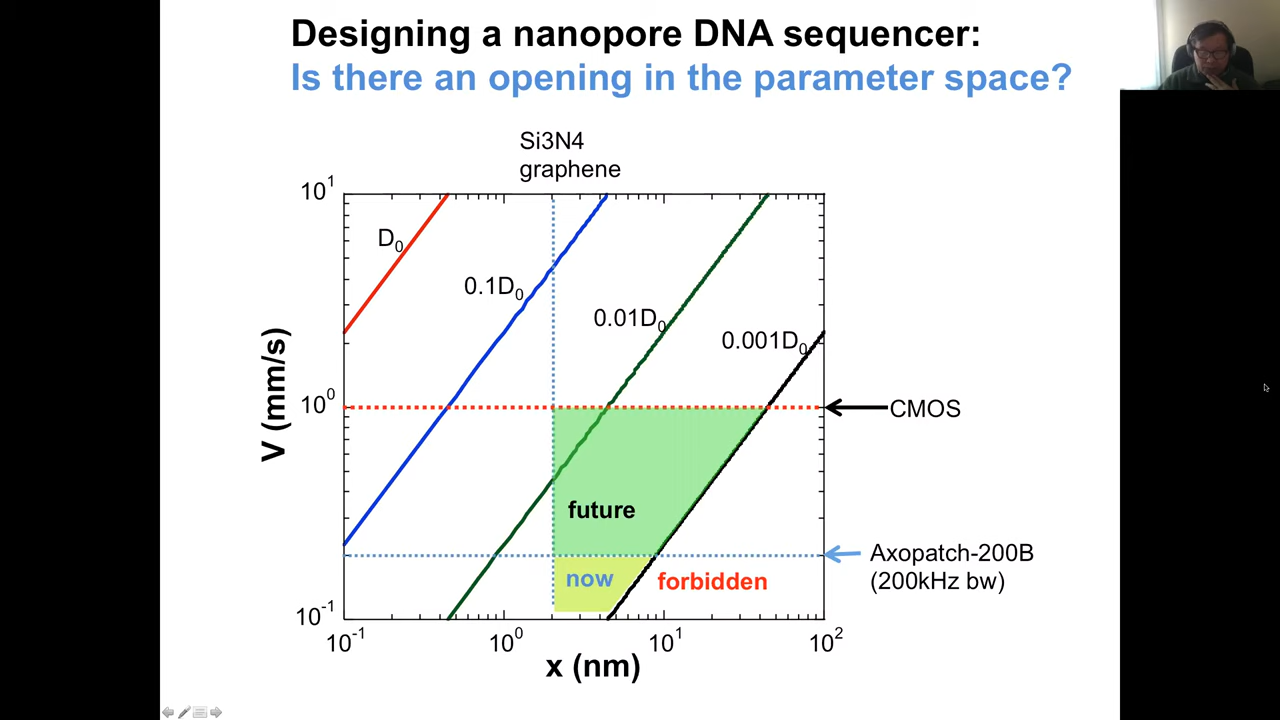 Designing a nanopore DNA sequencer:
Is there an opening in the parameter space?
Si3N4
graphene
10¹
D₀
0.1D₀
0.01D₀
0.001D₀
V (mm/s)
10⁰
CMOS
future
Axopatch-200B
(200kHz bw)
now
forbidden
10⁻¹
10⁻¹
10⁰
10¹
10²
x (nm)